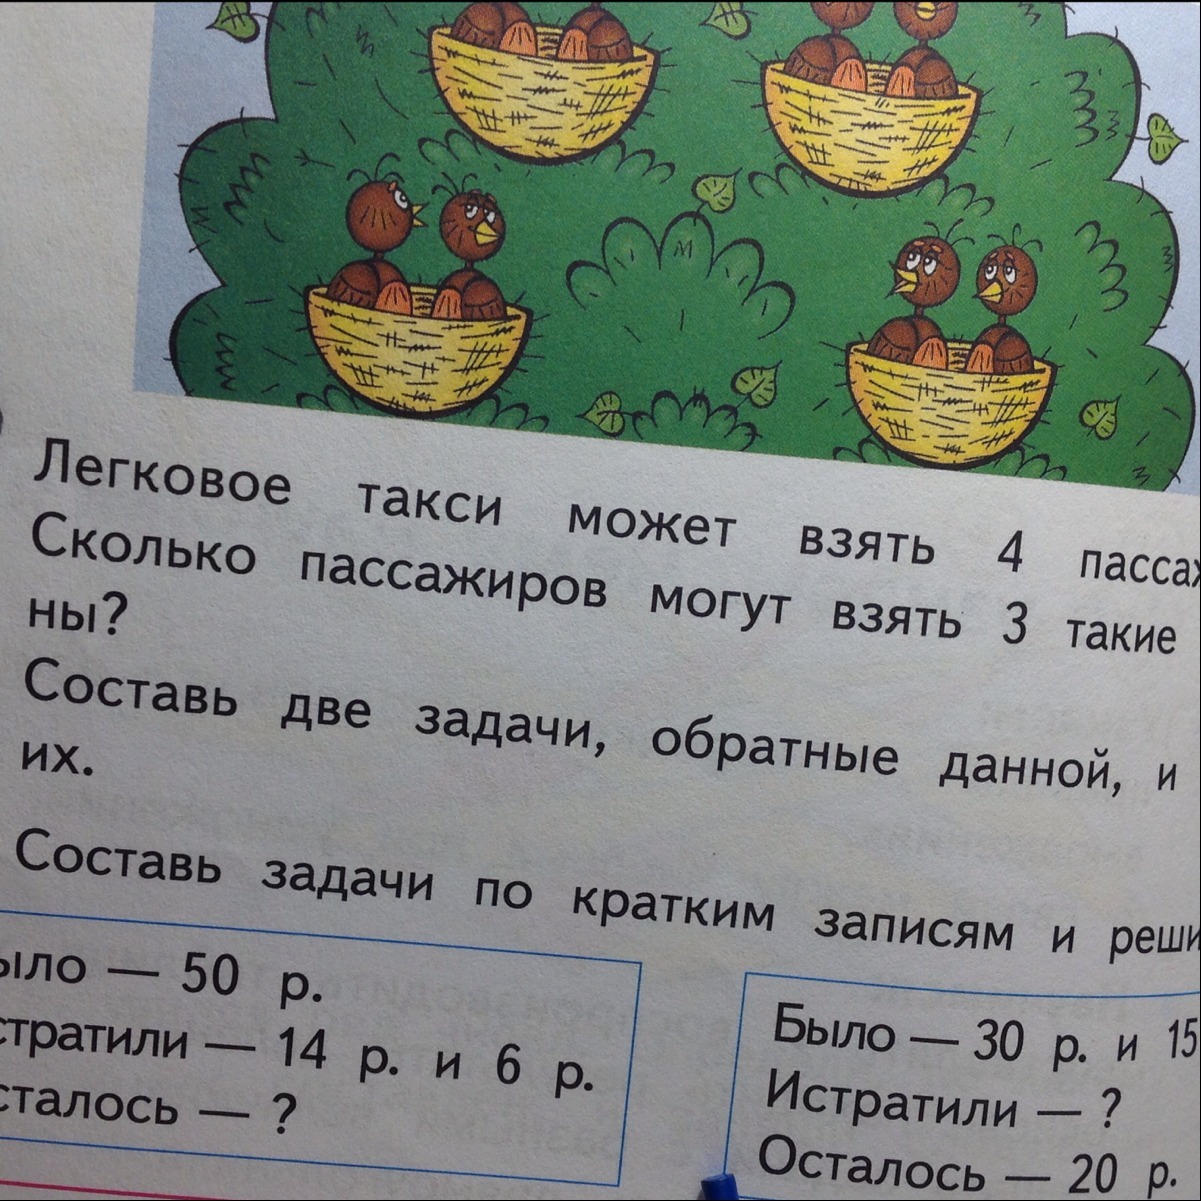 Легковое такси может взять 4 пассаж
Сколько пассажиров могут взять 3 такие
ны?
Составь две задачи, обратные данной, и
их.
Составь задачи по кратким записям и реши
ыло — 50 р.
стратили — 14 р. и 6 р.
сталось — ?
Было — 30 р. и 15
Истратили — ?
Осталось — 20 р.